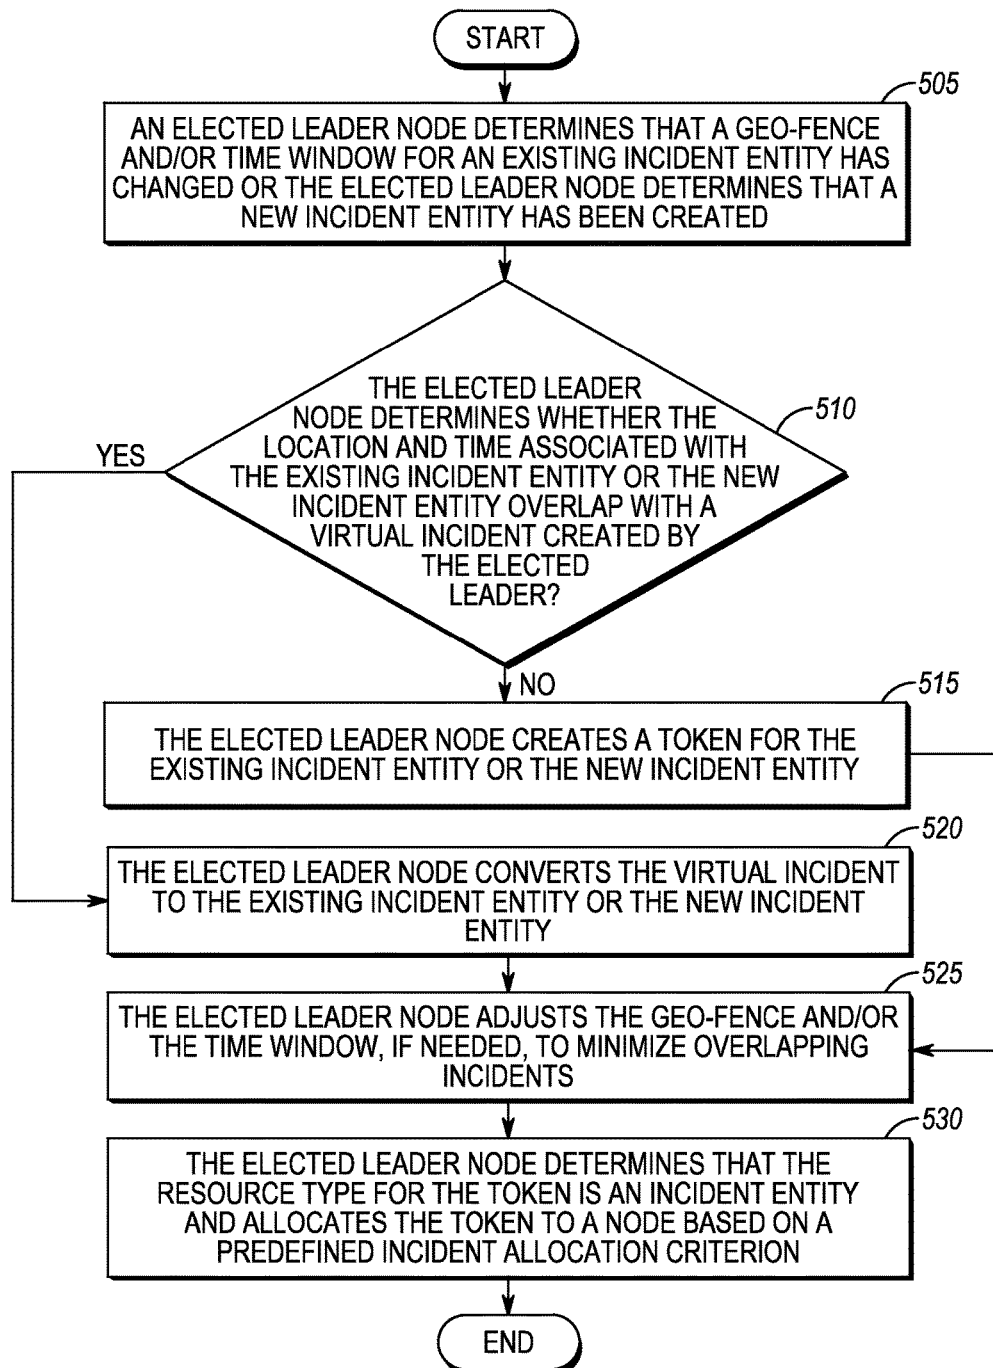 START
505
AN ELECTED LEADER NODE DETERMINES THAT A GEO-FENCE
AND/OR TIME WINDOW FOR AN EXISTING INCIDENT ENTITY HAS
CHANGED OR THE ELECTED LEADER NODE DETERMINES THAT A
NEW INCIDENT ENTITY HAS BEEN CREATED
510
THE ELECTED LEADER
NODE DETERMINES WHETHER THE
LOCATION AND TIME ASSOCIATED WITH
THE EXISTING INCIDENT ENTITY OR THE NEW
INCIDENT ENTITY OVERLAP WITH A
VIRTUAL INCIDENT CREATED BY
THE ELECTED
LEADER?
YES
NO
515
THE ELECTED LEADER NODE CREATES A TOKEN FOR THE
EXISTING INCIDENT ENTITY OR THE NEW INCIDENT ENTITY
520
THE ELECTED LEADER NODE CONVERTS THE VIRTUAL INCIDENT
TO THE EXISTING INCIDENT ENTITY OR THE NEW INCIDENT
ENTITY
525
THE ELECTED LEADER NODE ADJUSTS THE GEO-FENCE AND/OR
THE TIME WINDOW, IF NEEDED, TO MINIMIZE OVERLAPPING
INCIDENTS
530
THE ELECTED LEADER NODE DETERMINES THAT THE
RESOURCE TYPE FOR THE TOKEN IS AN INCIDENT ENTITY
AND ALLOCATES THE TOKEN TO A NODE BASED ON A
PREDEFINED INCIDENT ALLOCATION CRITERION
END